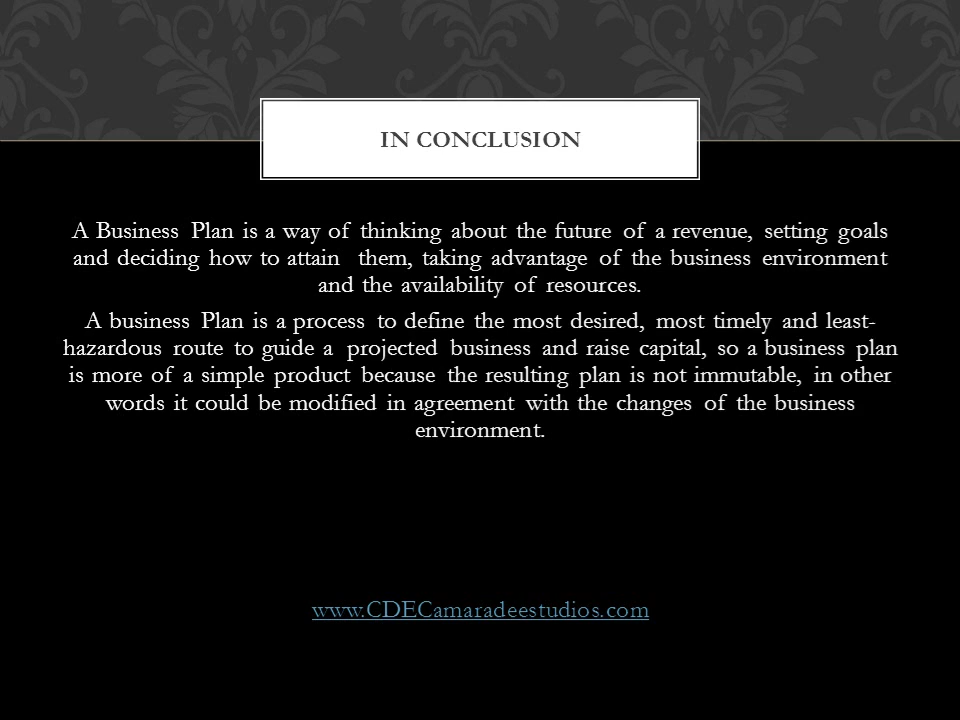 IN CONCLUSION
A Business Plan is a way of thinking about the future of a revenue, setting goals
and deciding how to attain them, taking advantage of the business environment
and the availability of resources.
A business Plan is a process to define the most desired, most timely and least-
hazardous route to guide a projected business and raise capital, so a business plan
is more of a simple product because the resulting plan is not immutable, in other
words it could be modified in agreement with the changes of the business
environment.
www.CDECamaradeestudios.com